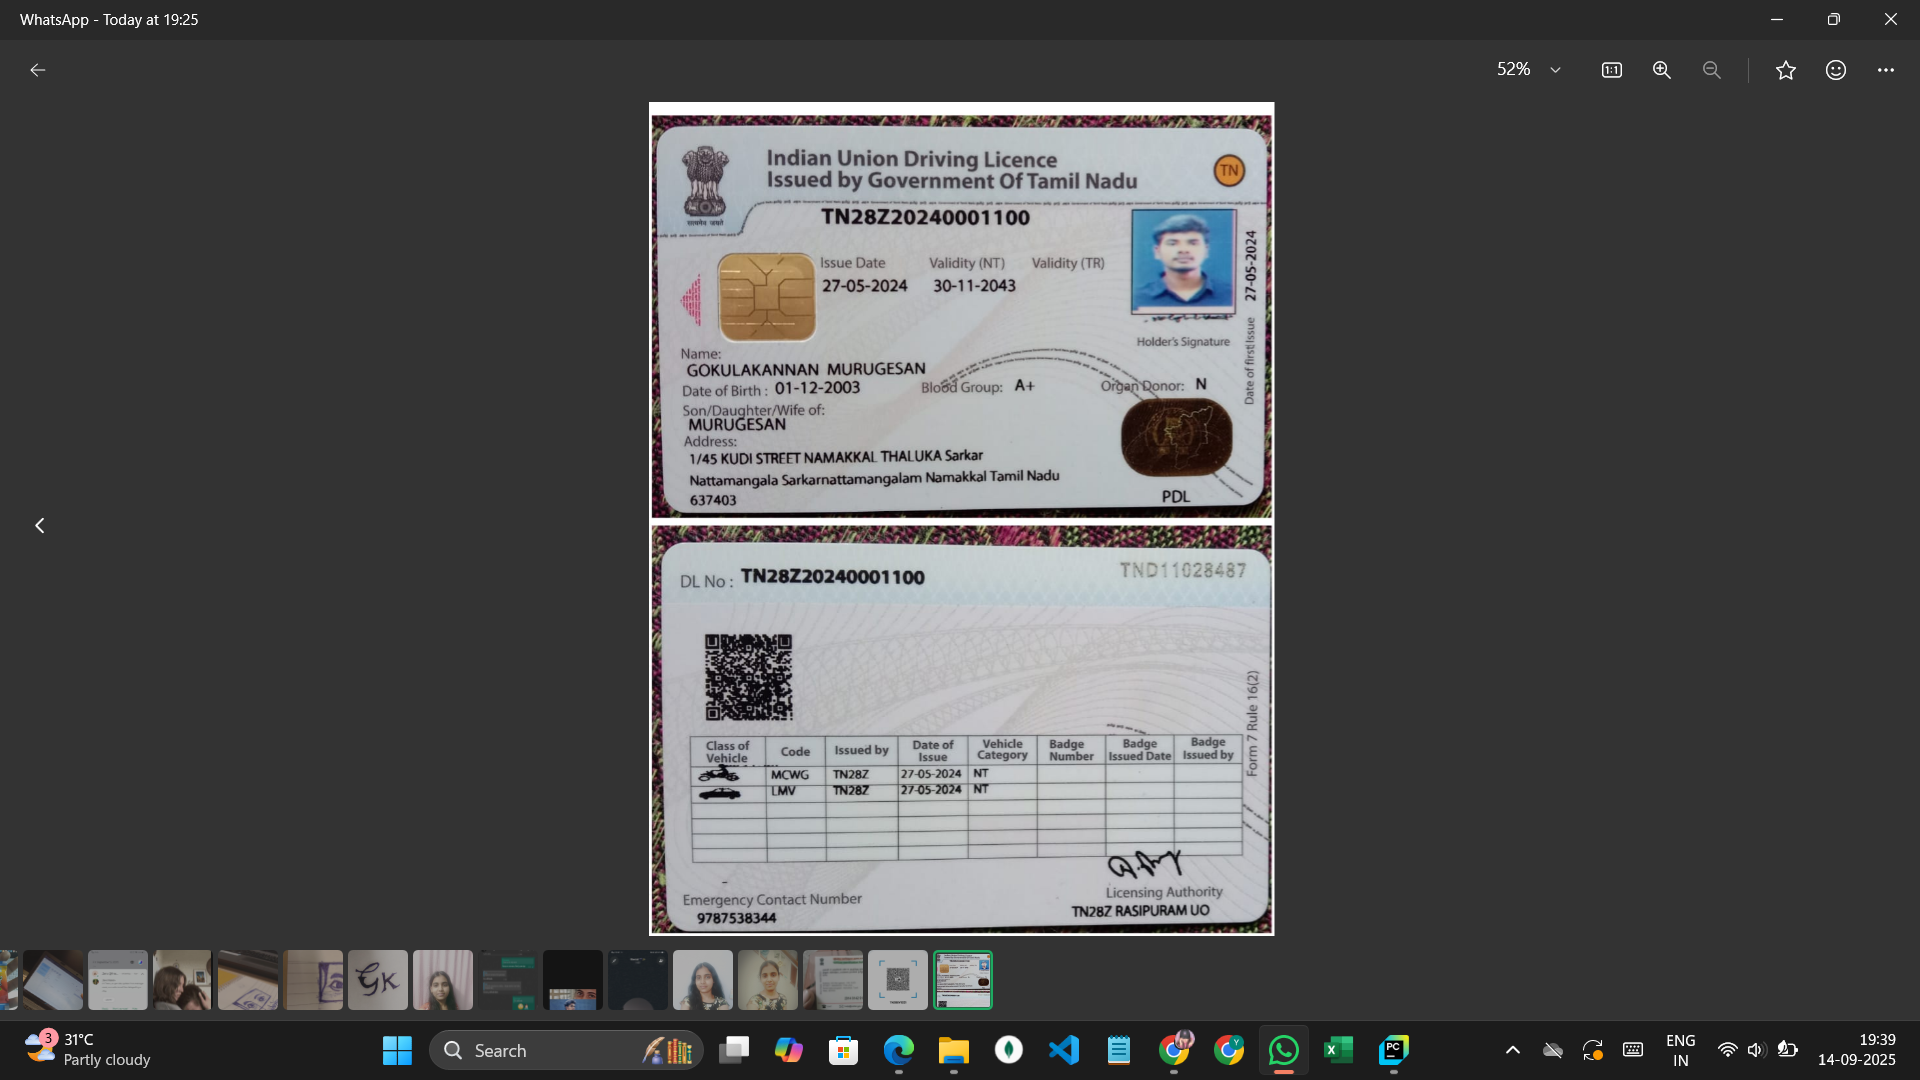 WhatsApp - Today at 19:25
52%
Indian Union Driving Licence
Issued by Government Of Tamil Nadu
TN
सत्यमेव जयते
TN28Z20240001100
Issue Date Validity (NT) Validity (TR)
27-05-2024 30-11-2043
Holder's Signature
Date of first Issue 27-05-2024
Name:
GOKULAKANNAN MURUGESAN
Date of Birth : 01-12-2003 Blood Group: A+ Organ Donor: N
Son/Daughter/Wife of:
MURUGESAN
Address:
1/45 KUDI STREET NAMAKKAL THALUKA Sarkar
Nattamangala Sarkarnattamangalam Namakkal Tamil Nadu
637403
PDL
DL No : TN28Z20240001100 TND11028487
Form 7 Rule 16(2)
Class of Vehicle Code Issued by Date of Issue Vehicle Category Badge Number Badge Issued Date Badge Issued by
MCWG TN28Z 27-05-2024 NT
LMV TN28Z 27-05-2024 NT
Emergency Contact Number
9787538344
Licensing Authority
TN28Z RASIPURAM UO
GK
3
31°C
Partly cloudy
Search
PC
ENG
IN
19:39
14-09-2025